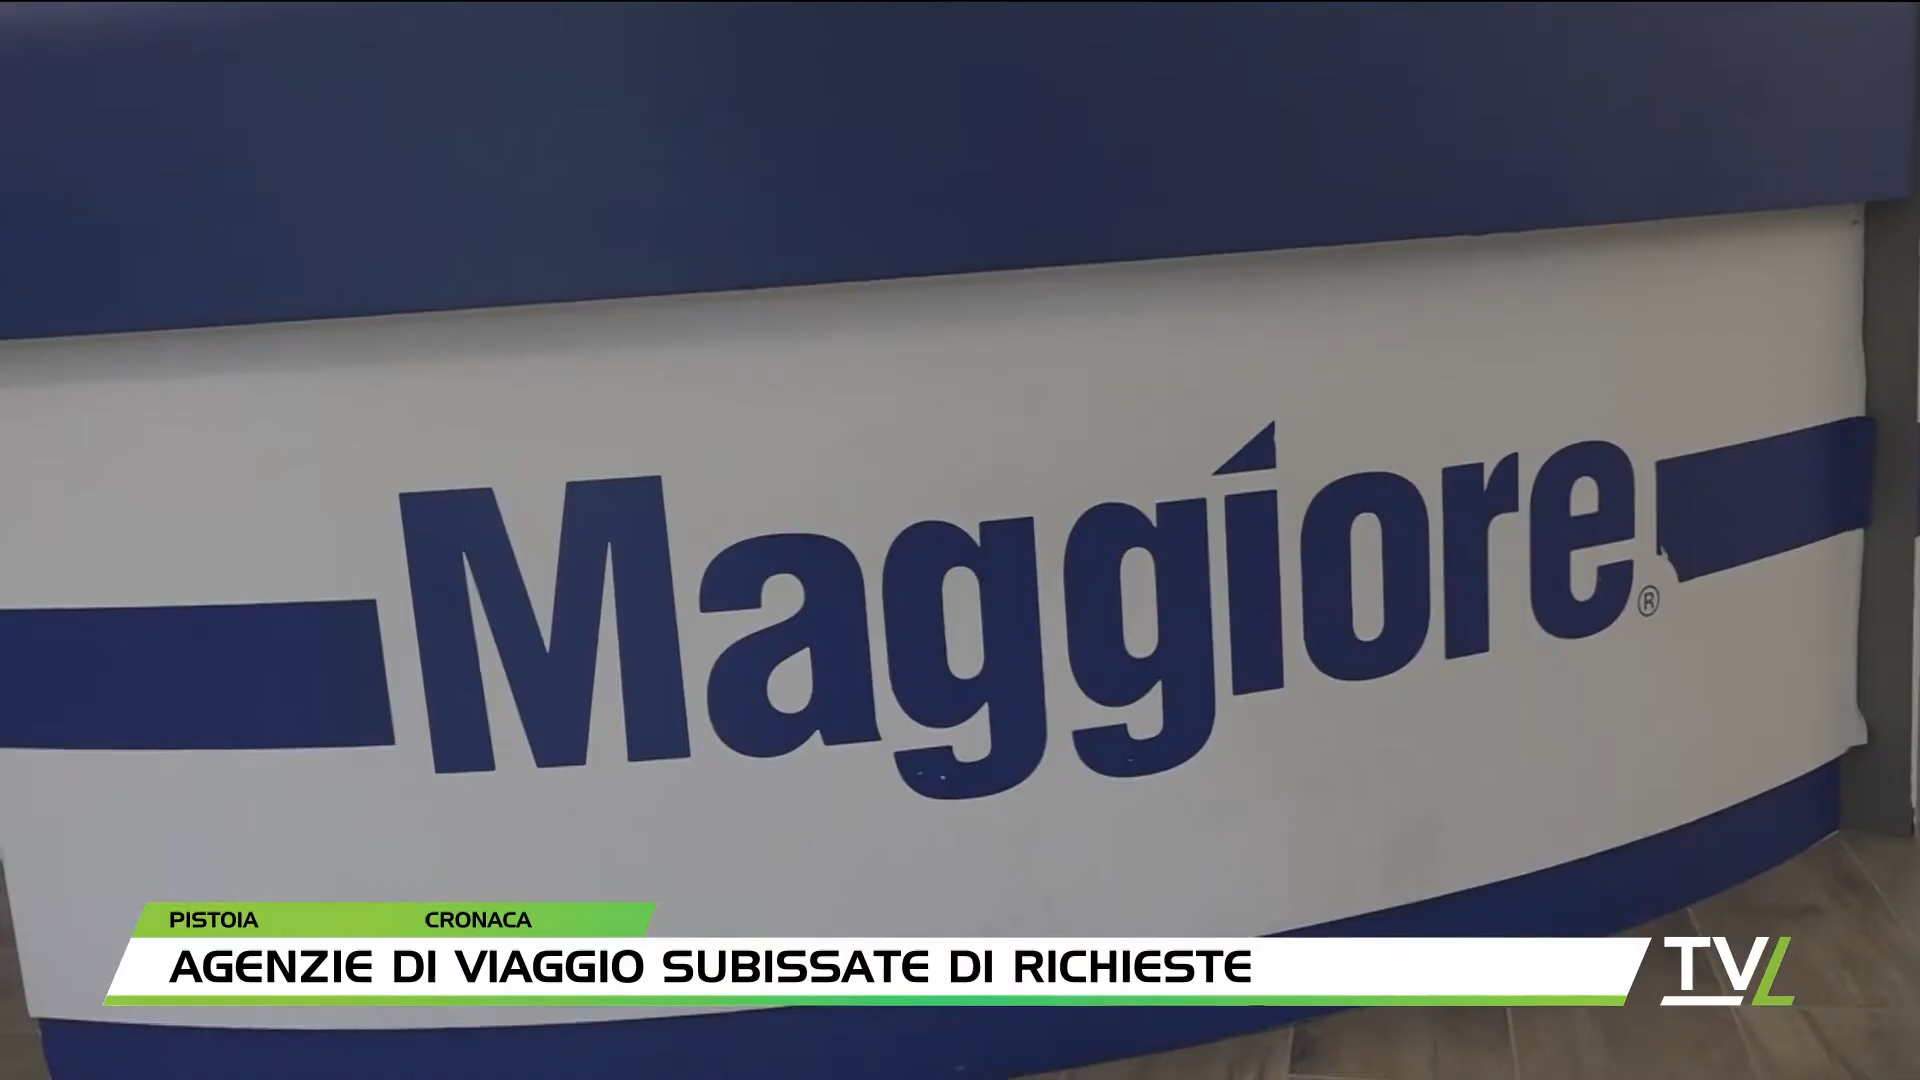 Maggiore®
PISTOIA CRONACA
AGENZIE DI VIAGGIO SUBISSATE DI RICHIESTE
TVL